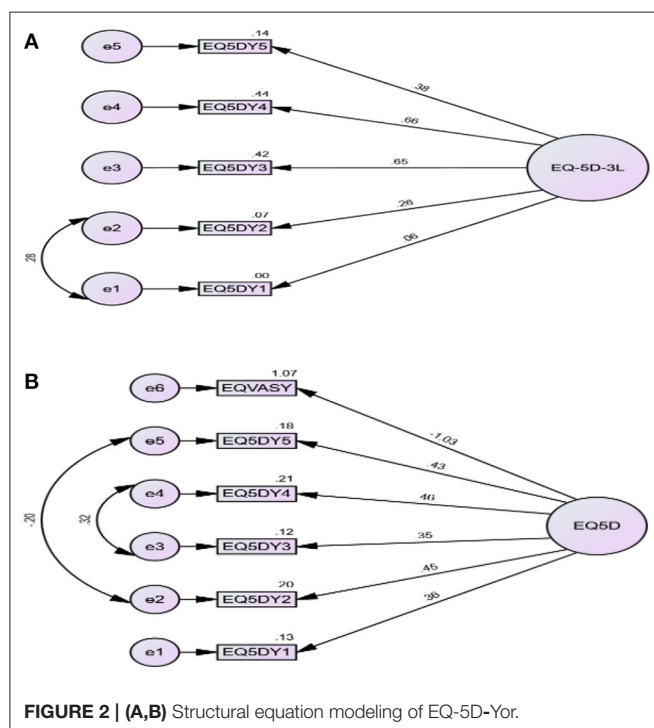 A
e5 .14 EQ5DY5 .38
e4 .44 EQ5DY4 .66
e3 .42 EQ5DY3 .65 EQ-5D-3L
e2 .07 EQ5DY2 .26
.28
e1 .00 EQ5DY1 .06
B
e6 1.07 EQVASY -1.03
e5 .18 EQ5DY5 .43
e4 .21 EQ5DY4 .46
-.20 .32 EQ5D
e3 .12 EQ5DY3 .35
e2 .20 EQ5DY2 .45
e1 .13 EQ5DY1 .36
FIGURE 2 | (A,B) Structural equation modeling of EQ-5D-Yor.